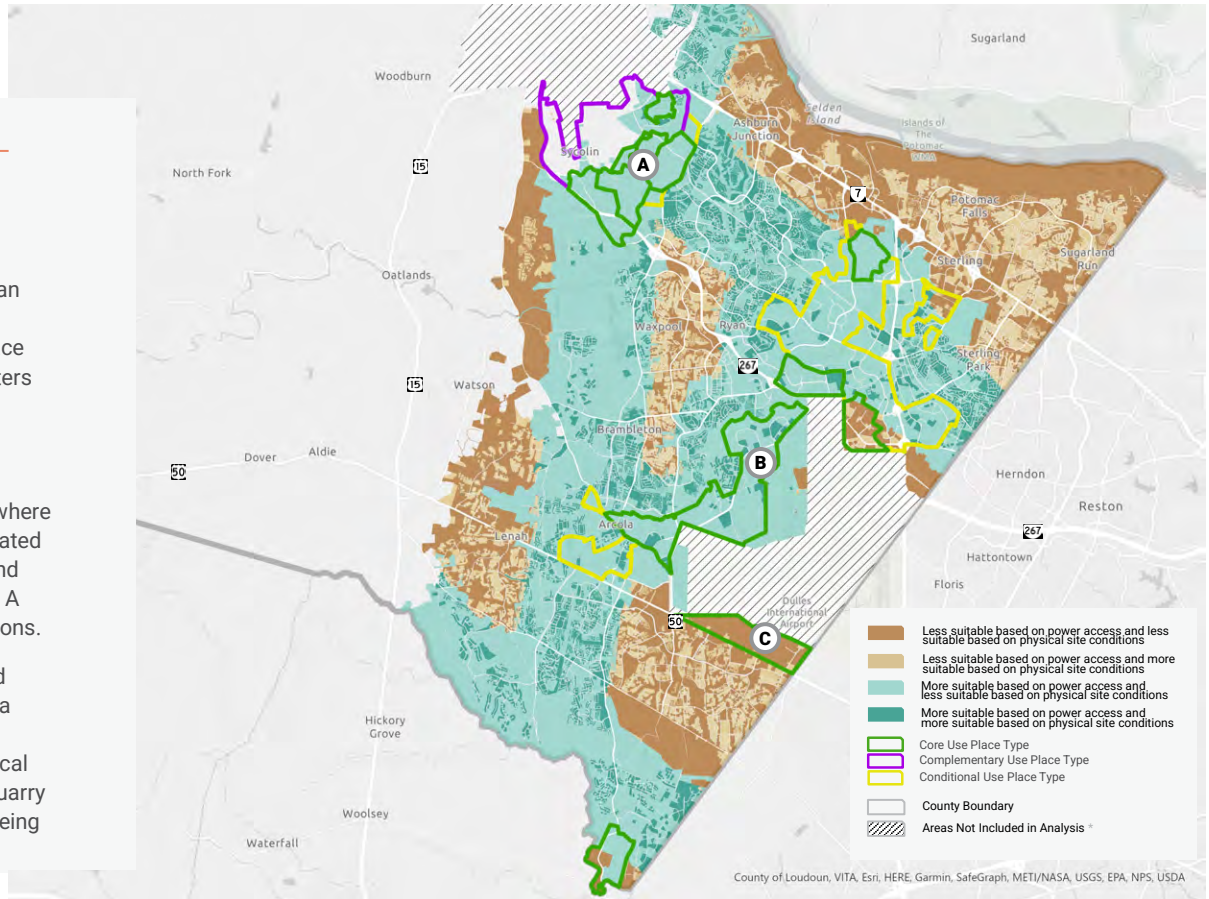 an
ce
ters
where
ated
nd
A
ons.
d
a
cal
uarry
eing
Woodburn
Sugarland
Selden
Island
Islands of
The
Potomac
WMA
Ashburn
Junction
15
North Fork
Sycolin
A
7
Potomac
Falls
Sterling
Sugarland
Run
Oatlands
Waxpool
Ryan
267
Sterling
Park
15
Watson
Brambleton
B
50
Dover
Aldie
Herndon
Reston
267
Arcola
Lenah
Hattontown
Floris
Dulles
International
Airport
50
C
Hickory
Grove
Woolsey
Waterfall
Less suitable based on power access and less
suitable based on physical site conditions
Less suitable based on power access and more
suitable based on physical site conditions
More suitable based on power access and
less suitable based on physical site conditions
More suitable based on power access and
more suitable based on physical site conditions
Core Use Place Type
Complementary Use Place Type
Conditional Use Place Type
County Boundary
Areas Not Included in Analysis *
County of Loudoun, VITA, Esri, HERE, Garmin, SafeGraph, METI/NASA, USGS, EPA, NPS, USDA